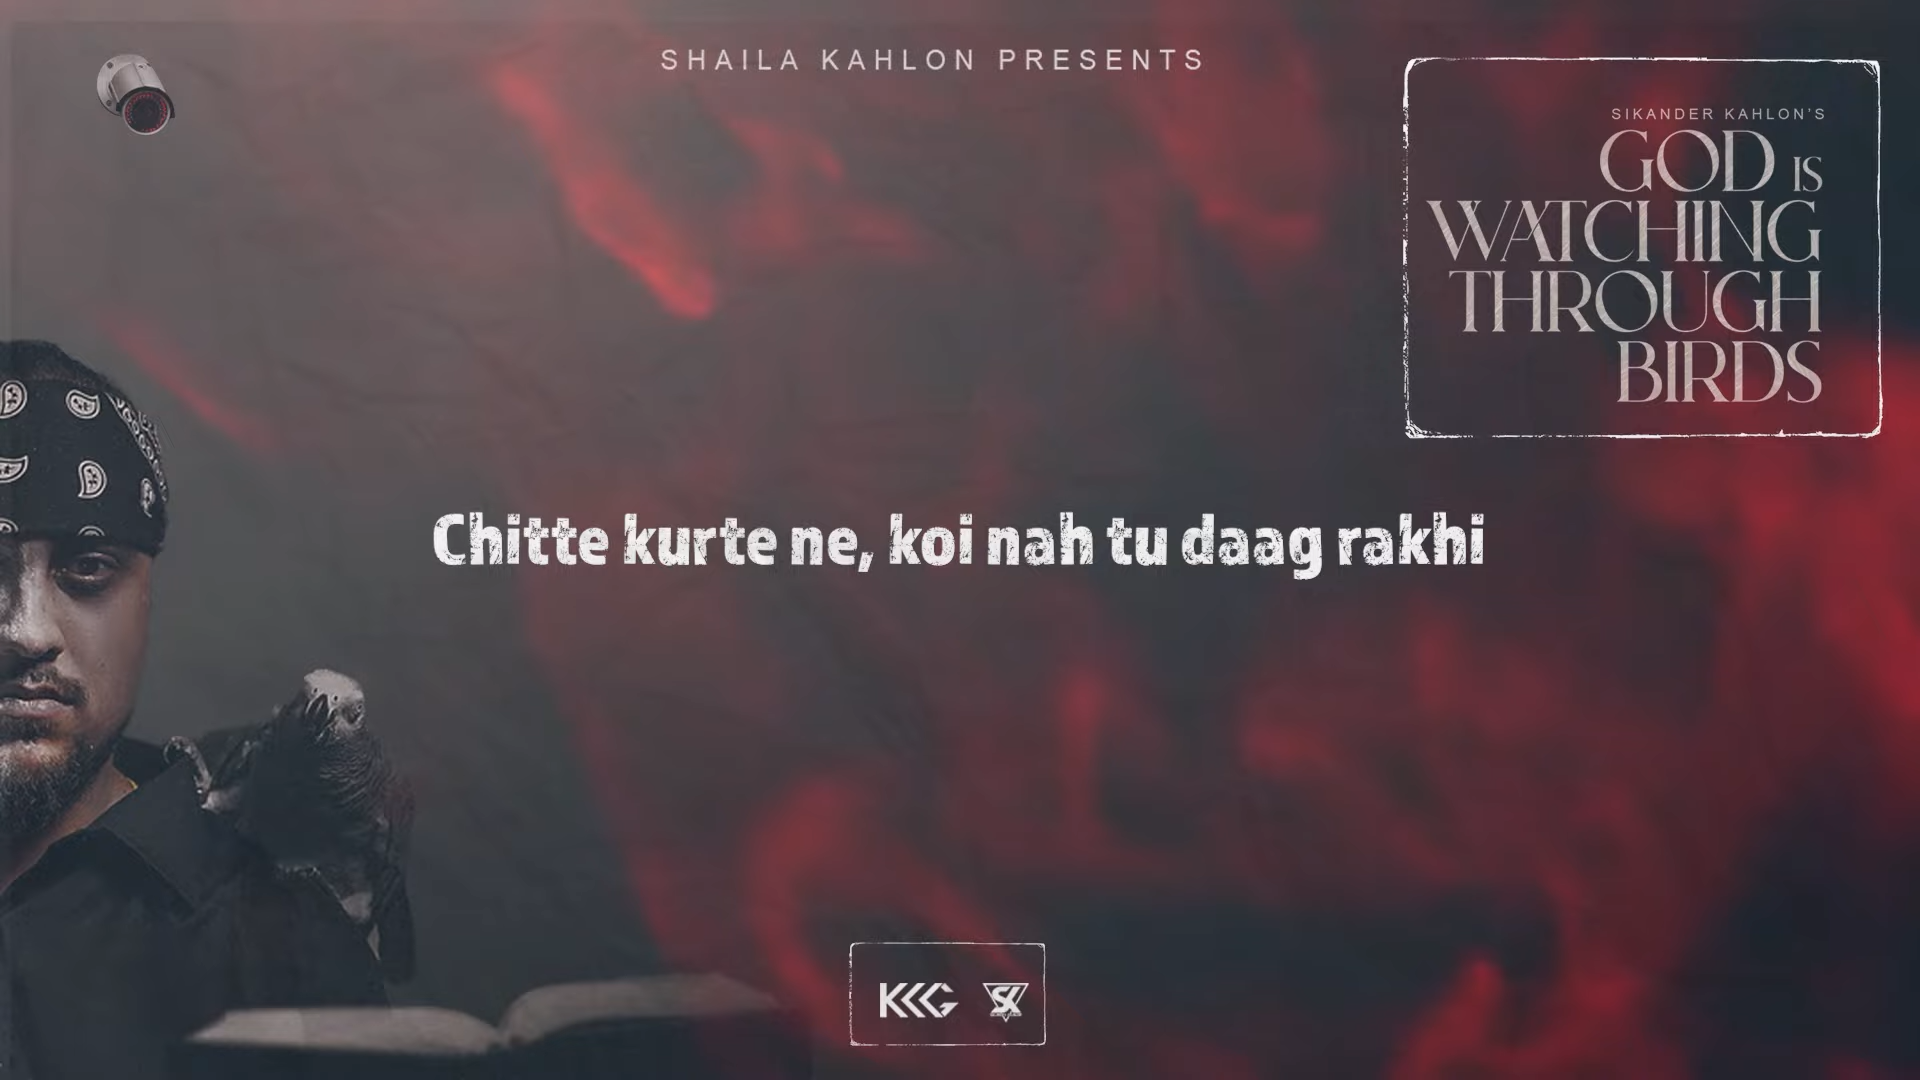 SHAILA KAHLON PRESENTS
SIKANDER KAHLON'S
GOD IS
WATCHING
THROUGH
BIRDS
Chitte kurte ne, koi nah tu daag rakhi
KKG SK